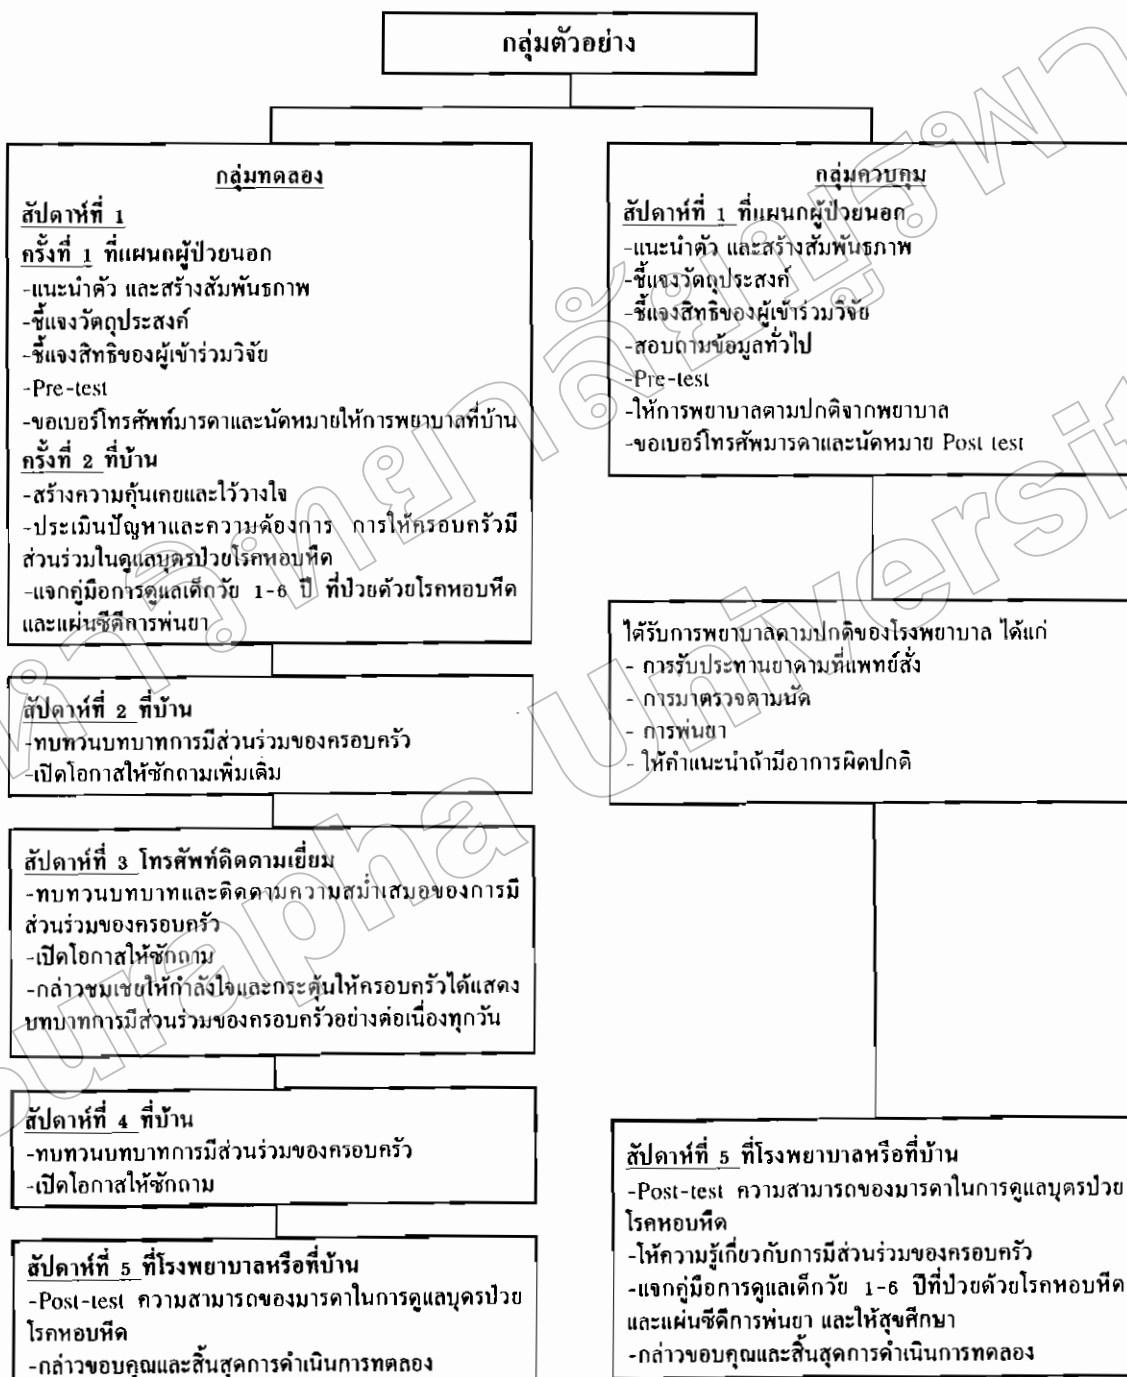 กลุ่มตัวอย่าง
กลุ่มทดลอง
สัปดาห์ที่ 1
ครั้งที่ 1 ที่แผนกผู้ป่วยนอก
-แนะนำตัว และสร้างสัมพันธภาพ
-ชี้แจงวัตถุประสงค์
-ชี้แจงสิทธิของผู้เข้าร่วมวิจัย
-Pre-test
-ขอเบอร์โทรศัพท์มารดาและนัดหมายให้การพยาบาลที่บ้าน
ครั้งที่ 2 ที่บ้าน
-สร้างความคุ้นเคยและไว้วางใจ
-ประเมินปัญหาและความต้องการ การให้ครอบครัวมี
ส่วนร่วมในดูแลบุตรป่วยโรคหอบหืด
-แจกคู่มือการดูแลเด็กวัย 1-6 ปี ที่ป่วยด้วยโรคหอบหืด
และแผ่นซีดีการพ่นยา
สัปดาห์ที่ 2 ที่บ้าน
-ทบทวนบทบาทการมีส่วนร่วมของครอบครัว
-เปิดโอกาสให้ซักถามเพิ่มเติม
สัปดาห์ที่ 3 โทรศัพท์ติดตามเยี่ยม
-ทบทวนบทบาทและติดตามความสม่ำเสมอของการมี
ส่วนร่วมของครอบครัว
-เปิดโอกาสให้ซักถาม
-กล่าวชมเชยให้กำลังใจและกระตุ้นให้ครอบครัวได้แสดง
บทบาทการมีส่วนร่วมของครอบครัวอย่างต่อเนื่องทุกวัน
สัปดาห์ที่ 4 ที่บ้าน
-ทบทวนบทบาทการมีส่วนร่วมของครอบครัว
-เปิดโอกาสให้ซักถาม
สัปดาห์ที่ 5 ที่โรงพยาบาลหรือที่บ้าน
-Post-test ความสามารถของมารดาในการดูแลบุตรป่วย
โรคหอบหืด
-กล่าวขอบคุณและสิ้นสุดการดำเนินการทดลอง
กลุ่มควบคุม
สัปดาห์ที่ 1 ที่แผนกผู้ป่วยนอก
-แนะนำตัว และสร้างสัมพันธภาพ
-ชี้แจงวัตถุประสงค์
-ชี้แจงสิทธิของผู้เข้าร่วมวิจัย
-สอบถามข้อมูลทั่วไป
-Pre-test
-ให้การพยาบาลตามปกติจากพยาบาล
-ขอเบอร์โทรศัพมารดาและนัดหมาย Post test
ได้รับการพยาบาลตามปกติของโรงพยาบาล ได้แก่
- การรับประทานยาตามที่แพทย์สั่ง
- การมาตรวจตามนัด
- การพ่นยา
- ให้คำแนะนำถ้ามีอาการผิดปกติ
สัปดาห์ที่ 5 ที่โรงพยาบาลหรือที่บ้าน
-Post-test ความสามารถของมารดาในการดูแลบุตรป่วย
โรคหอบหืด
-ให้ความรู้เกี่ยวกับการมีส่วนร่วมของครอบครัว
-แจกคู่มือการดูแลเด็กวัย 1-6 ปีที่ป่วยด้วยโรคหอบหืด
และแผ่นซีดีการพ่นยา และให้สุขศึกษา
-กล่าวขอบคุณและสิ้นสุดการดำเนินการทดลอง
Burapha University